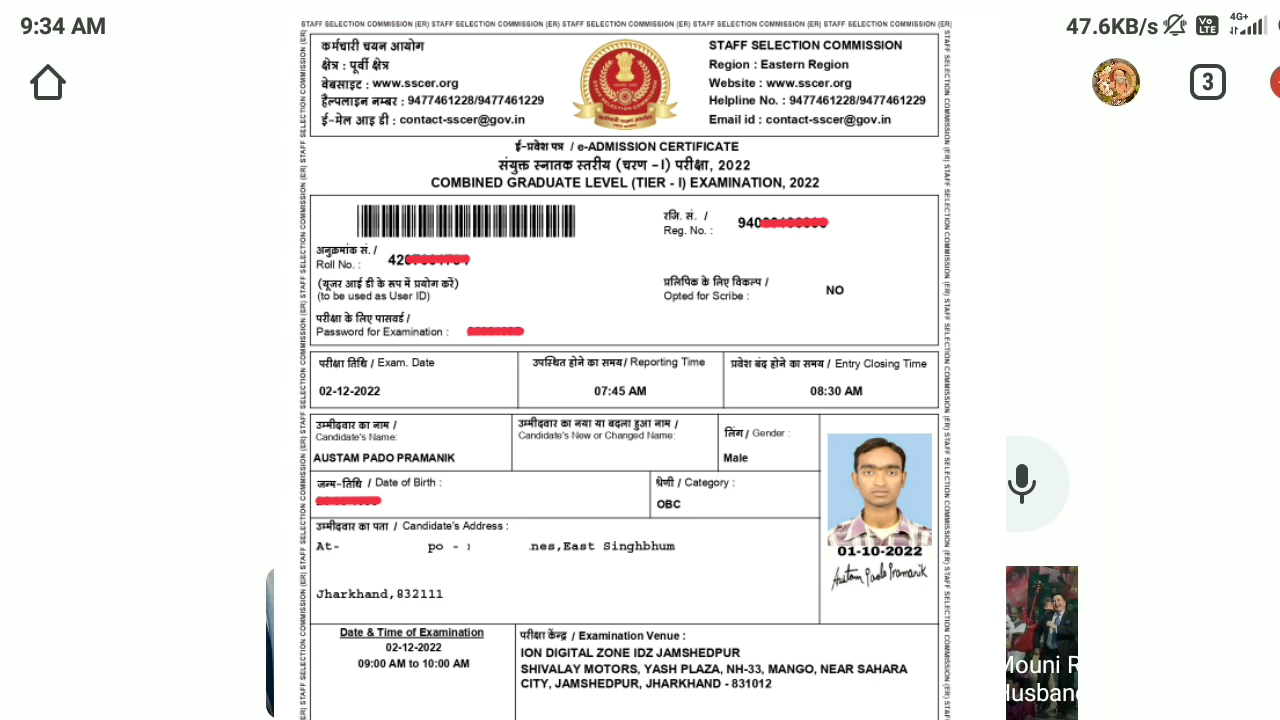 9:34 AM
47.6KB/s
Vo
LTE
4G+
3
STAFF SELECTION COMMISSION (ER) STAFF SELECTION COMMISSION (ER) STAFF SELECTION COMMISSION (ER) STAFF SELECTION COMMISSION (ER) STAFF SELECTION COMMISSION (ER)
कर्मचारी चयन आयोग
क्षेत्र : पूर्वी क्षेत्र
वेबसाइट : www.sscer.org
हैल्पलाइन नम्बर : 9477461228/9477461229
ई-मेल आइ डी : contact-sscer@gov.in
STAFF SELECTION COMMISSION
Region : Eastern Region
Website : www.sscer.org
Helpline No. : 9477461228/9477461229
Email id : contact-sscer@gov.in
ई-प्रवेश पत्र / e-ADMISSION CERTIFICATE
संयुक्त स्नातक स्तरीय (चरण -I) परीक्षा, 2022
COMBINED GRADUATE LEVEL (TIER - I) EXAMINATION, 2022
रजि. सं. /
Reg. No. :
940
अनुक्रमांक सं. /
Roll No. :
420
(यूजर आई डी के रूप में प्रयोग करें)
(to be used as User ID)
प्रलिपिक के लिए विकल्प /
Opted for Scribe :
NO
परीक्षा के लिए पासवर्ड /
Password for Examination :
परीक्षा तिथि / Exam. Date
02-12-2022
उपस्थित होने का समय/ Reporting Time
07:45 AM
प्रवेश बंद होने का समय / Entry Closing Time
08:30 AM
उम्मीदवार का नाम /
Candidate's Name:
AUSTAM PADO PRAMANIK
उम्मीदवार का नया या बदला हुआ नाम /
Candidate's New or Changed Name:
लिंग / Gender :
Male
जन्म-तिथि / Date of Birth :
श्रेणी / Category :
OBC
उम्मीदवार का पता / Candidate's Address :
At- po - nes,East Singhbhum
Jharkhand,832111
01-10-2022
Austam Pado Pramanik
Date & Time of Examination
02-12-2022
09:00 AM to 10:00 AM
परीक्षा केंन्द्र / Examination Venue :
ION DIGITAL ZONE IDZ JAMSHEDPUR
SHIVALAY MOTORS, YASH PLAZA, NH-33, MANGO, NEAR SAHARA
CITY, JAMSHEDPUR, JHARKHAND - 831012
Mouni R
Husban